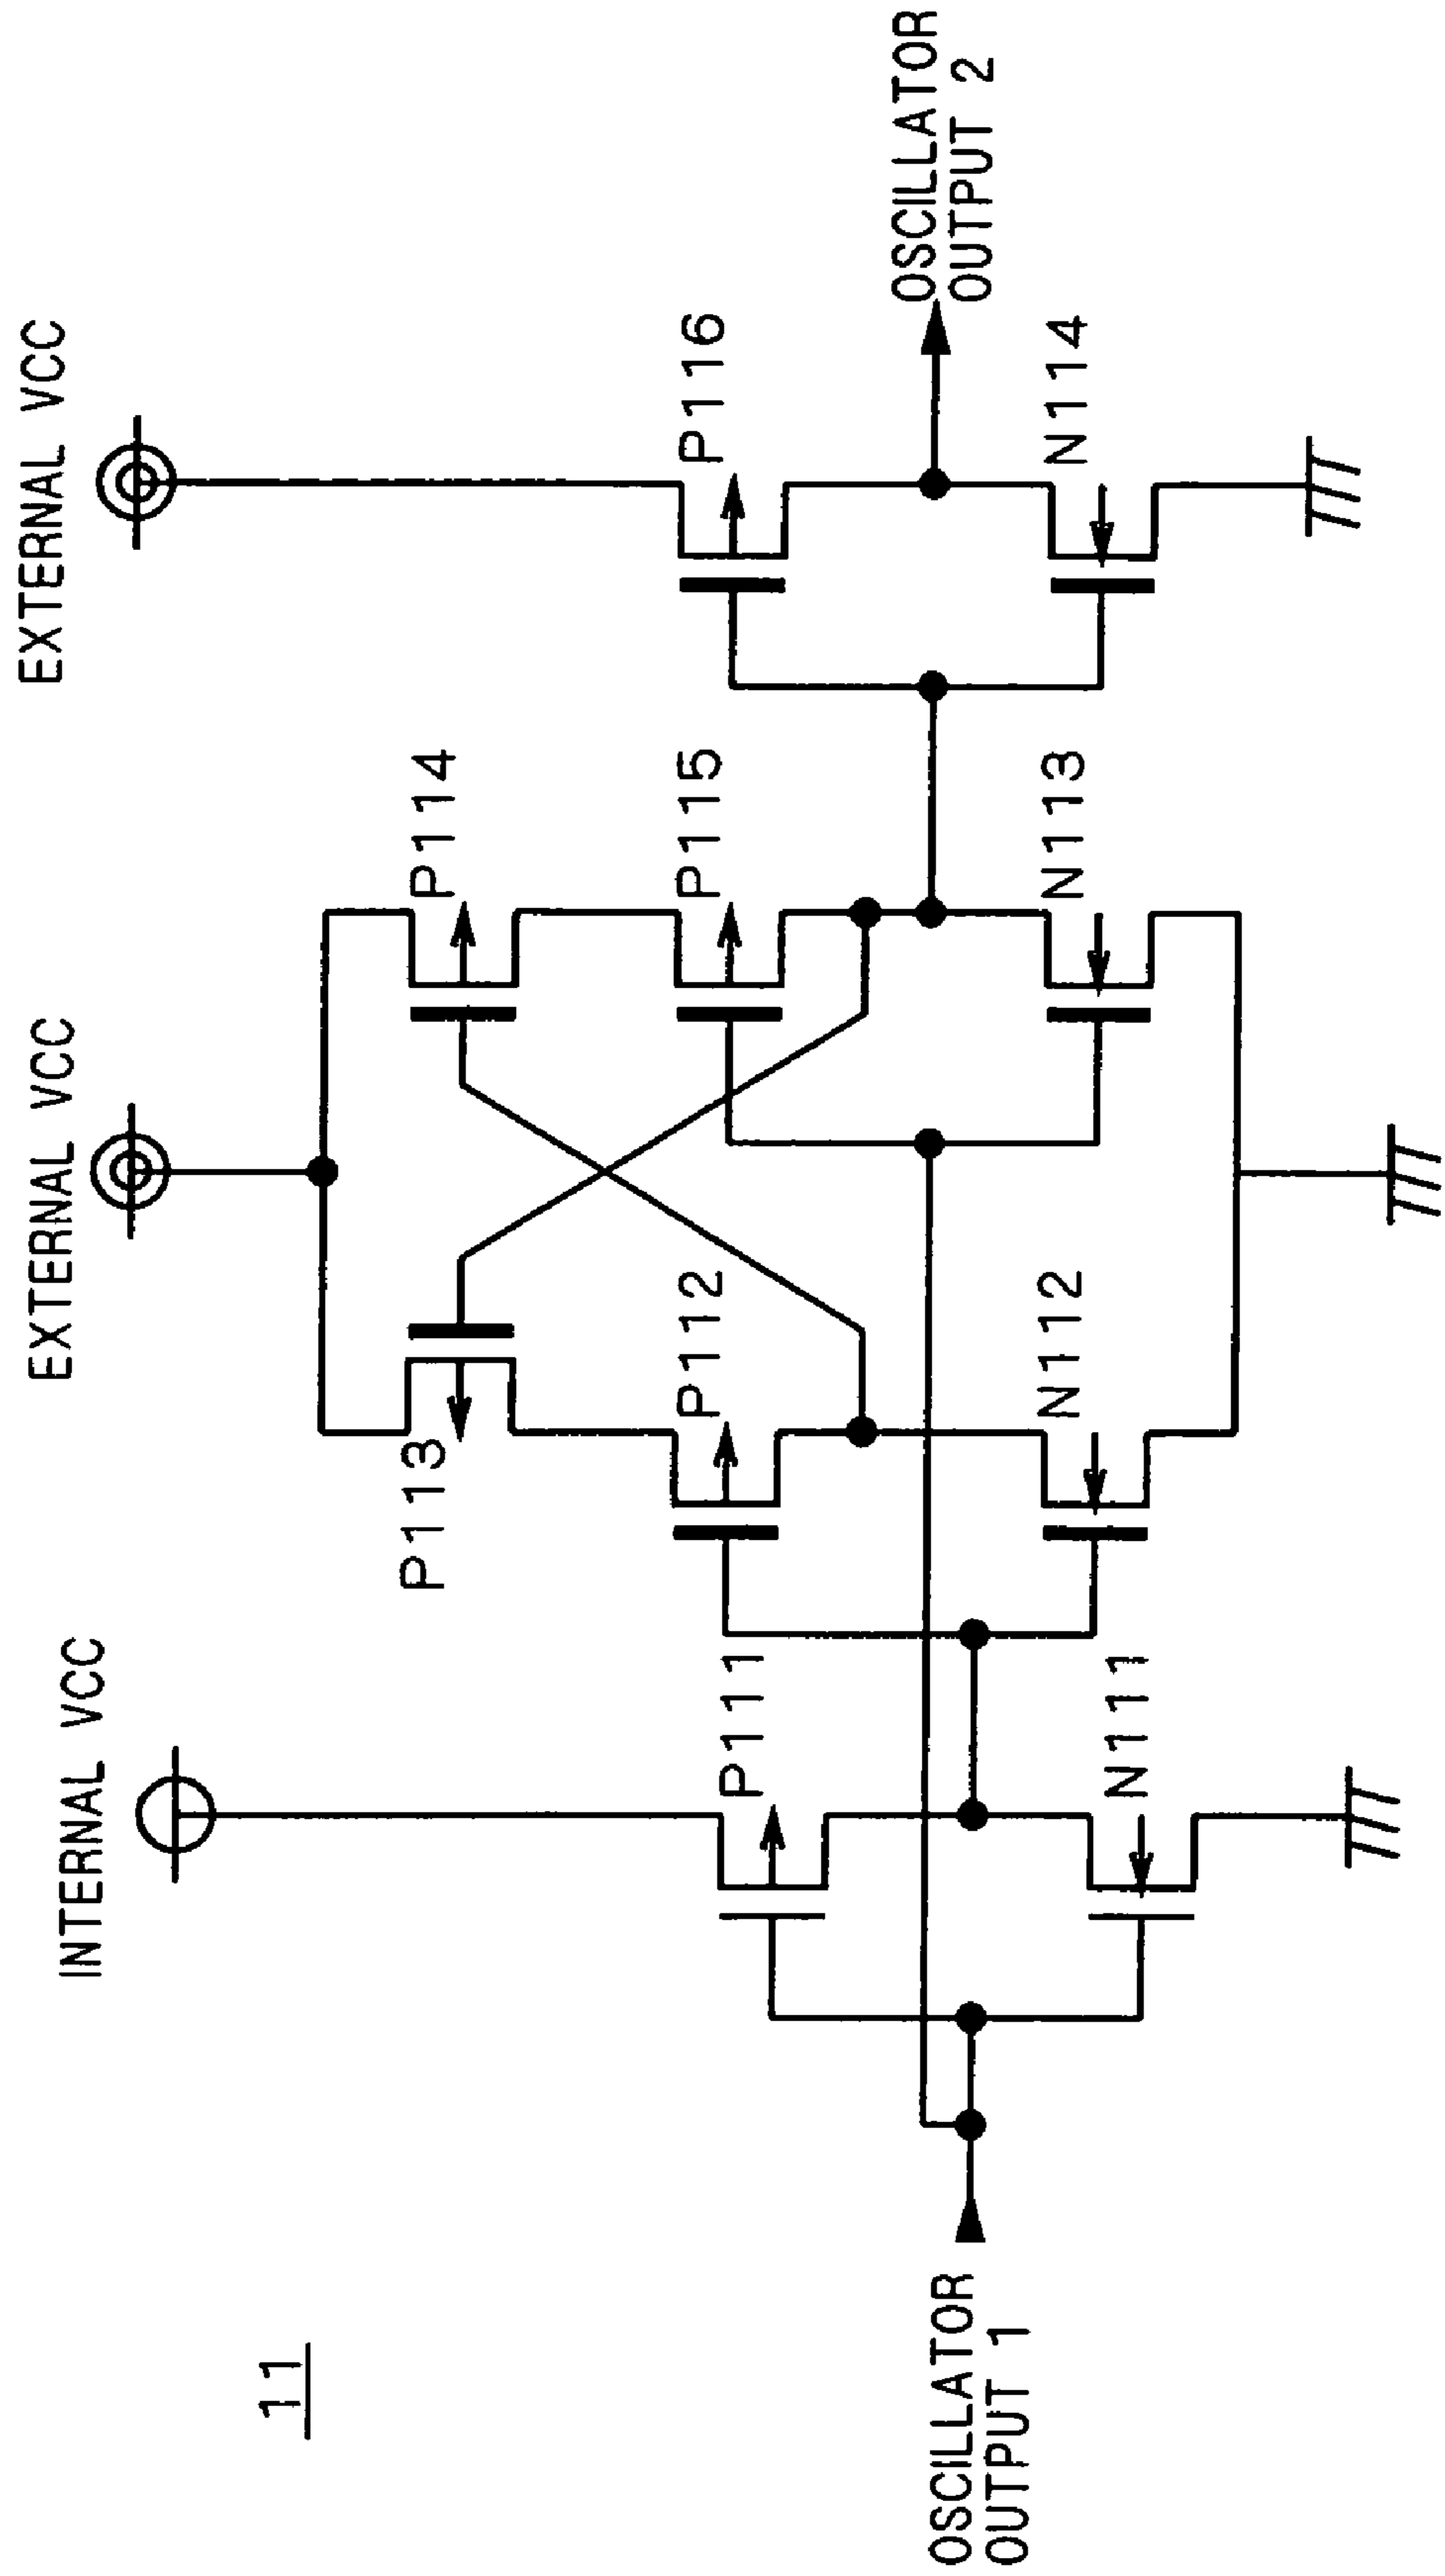 11
INTERNAL VCC
EXTERNAL VCC
EXTERNAL VCC
P113
P114
P112
P115
P116
P111
N112
N113
N114
N111
OSCILLATOR
OUTPUT 1
OSCILLATOR
OUTPUT 2